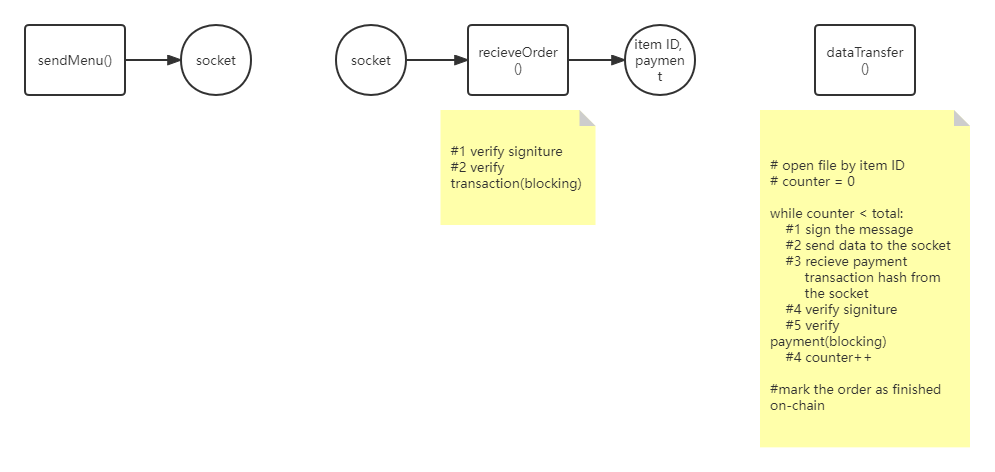 sendMenu()
socket
socket
recieveOrder
()
item ID,
paymen
t
dataTransfer
()
#1 verify signiture
#2 verify
transaction(blocking)
# open file by item ID
# counter = 0
while counter < total:
#1 sign the message
#2 send data to the socket
#3 recieve payment
transaction hash from
the socket
#4 verify signiture
#5 verify
payment(blocking)
#4 counter++
#mark the order as finished
on-chain